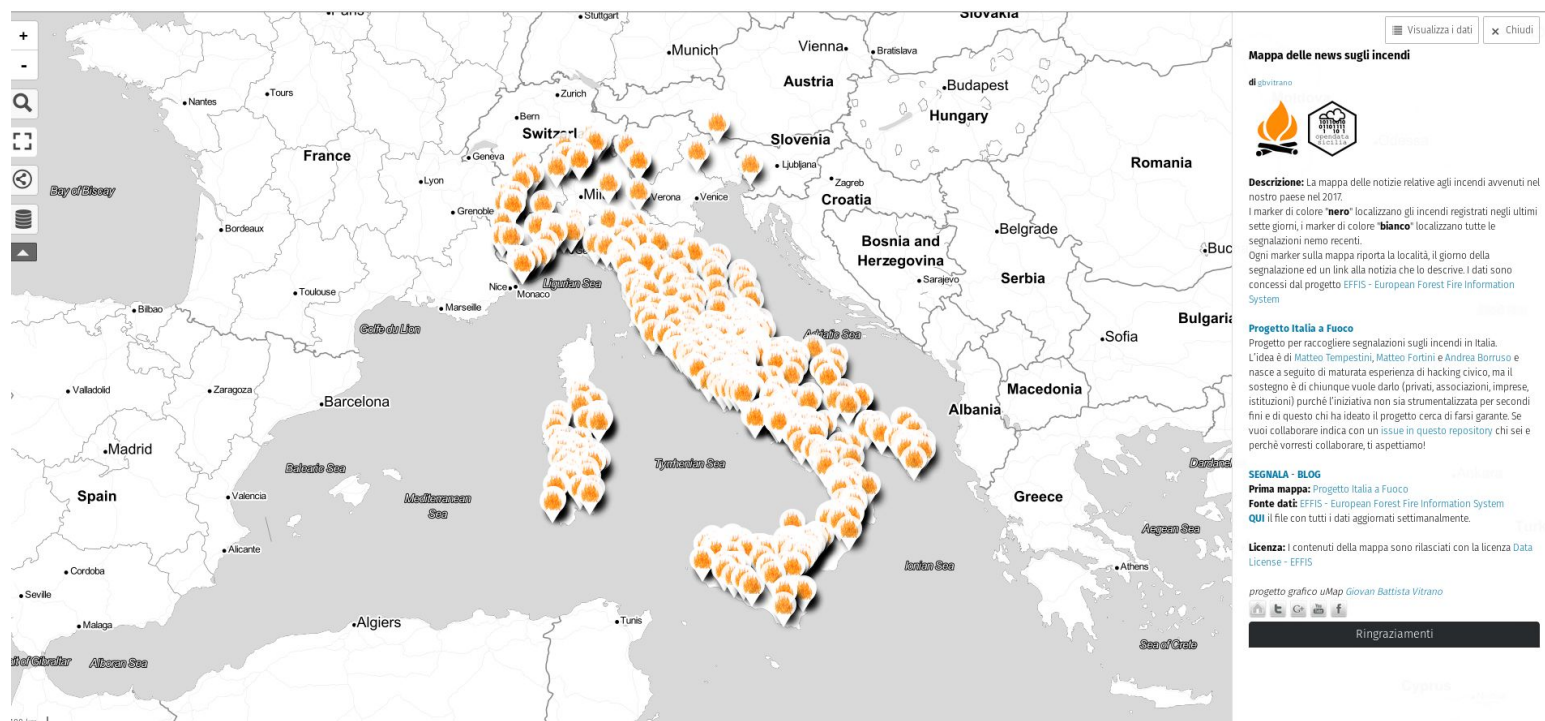 +
-
Paris
Stuttgart
Slovakia
Munich
Vienna
Bratislava
Austria
Nantes
Tours
Zurich
Budapest
Hungary
Bern
Slovenia
France
Geneva
Ljubljana
Romania
Lyon
Zagreb
Bay of Biscay
Verona
Venice
Croatia
Grenoble
Bordeaux
Belgrade
Bosnia and
Herzegovina
Serbia
Sarajevo
Nice
Monaco
Ligurian Sea
Toulouse
Marseille
Bilbao
Bulgaria
Golfe du Lion
Adriatic Sea
Sofia
Valladolid
Zaragoza
Barcelona
Macedonia
Albania
Madrid
Balearic Sea
Tyrrhenian Sea
Spain
Valencia
Mediterranean
Sea
Greece
Aegean Sea
Alicante
Cordoba
Ionian Sea
Athens
Seville
Malaga
Algiers
Tunis
Alboran Sea
Sea of Crete
Visualizza i dati
Chiudi
Mappa delle news sugli incendi
di gbvitrano
opendata
sicilia
Descrizione: La mappa delle notizie relative agli incendi avvenuti nel
nostro paese nel 2017.
I marker di colore "nero" localizzano gli incendi registrati negli ultimi
sette giorni, i marker di colore "bianco" localizzano tutte le
segnalazioni nemo recenti.
Ogni marker sulla mappa riporta la località, il giorno della
segnalazione ed un link alla notizia che lo descrive. I dati sono
concessi dal progetto EFFIS - European Forest Fire Information
System
Progetto Italia a Fuoco
Progetto per raccogliere segnalazioni sugli incendi in Italia.
L'idea è di Matteo Tempestini, Matteo Fortini e Andrea Borruso e
nasce a seguito di maturata esperienza di hacking civico, ma il
sostegno è di chiunque vuole darlo (privati, associazioni, imprese,
istituzioni) purchè l'iniziativa non sia strumentalizzata per secondi
fini e di questo chi ha ideato il progetto cerca di farsi garante. Se
vuoi collaborare indica con un issue in questo repository chi sei e
perchè vorresti collaborare, ti aspettiamo!
SEGNALA - BLOG
Prima mappa: Progetto Italia a Fuoco
Fonte dati: EFFIS - European Forest Fire Information System
QUI il file con tutti i dati aggiornati settimanalmente.
Licenza: I contenuti della mappa sono rilasciati con la licenza Data
License - EFFIS
progetto grafico uMap Giovan Battista Vitrano
Ringraziamenti